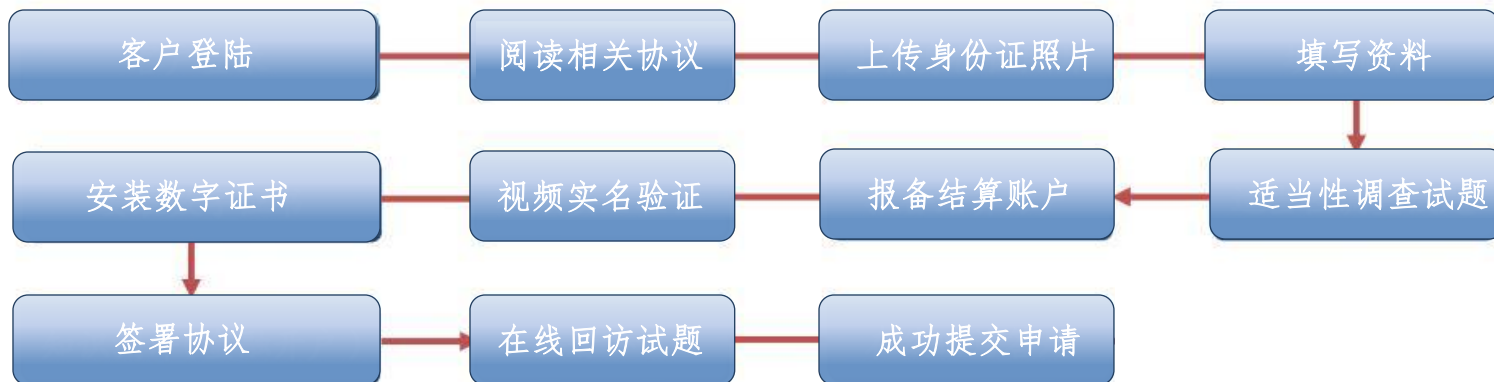 客户登陆
阅读相关协议
上传身份证照片
填写资料
安装数字证书
视频实名验证
报备结算账户
适当性调查试题
签署协议
在线回访试题
成功提交申请